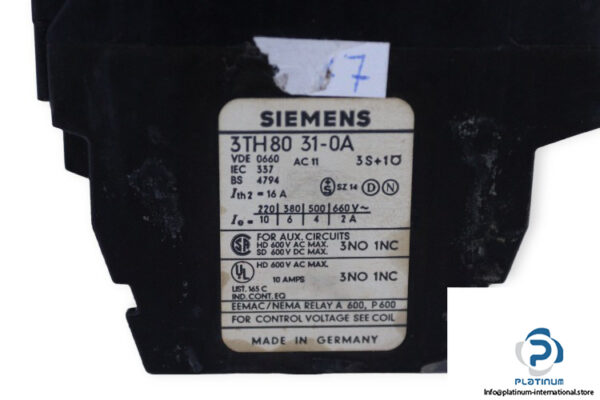 7
SIEMENS
3TH80 31-0A
VDE 0660 AC 11 3S+1Ö
IEC 337
BS 4794
Ith2 = 16 A S SZ 14 D N
220 380 500 660 V~
Ie = 10 6 4 2 A
SA FOR AUX. CIRCUITS
HD 600 V AC MAX. 3NO 1NC
SD 600 V DC MAX.
UL HD 600 V AC MAX.
10 AMPS 3NO 1NC
LIST. 165 C
IND. CONT. EQ
EEMAC/NEMA RELAY A 600, P 600
FOR CONTROL VOLTAGE SEE COIL
MADE IN GERMANY
PLATINUM
INTERNATIONAL
info@platinum-international.store